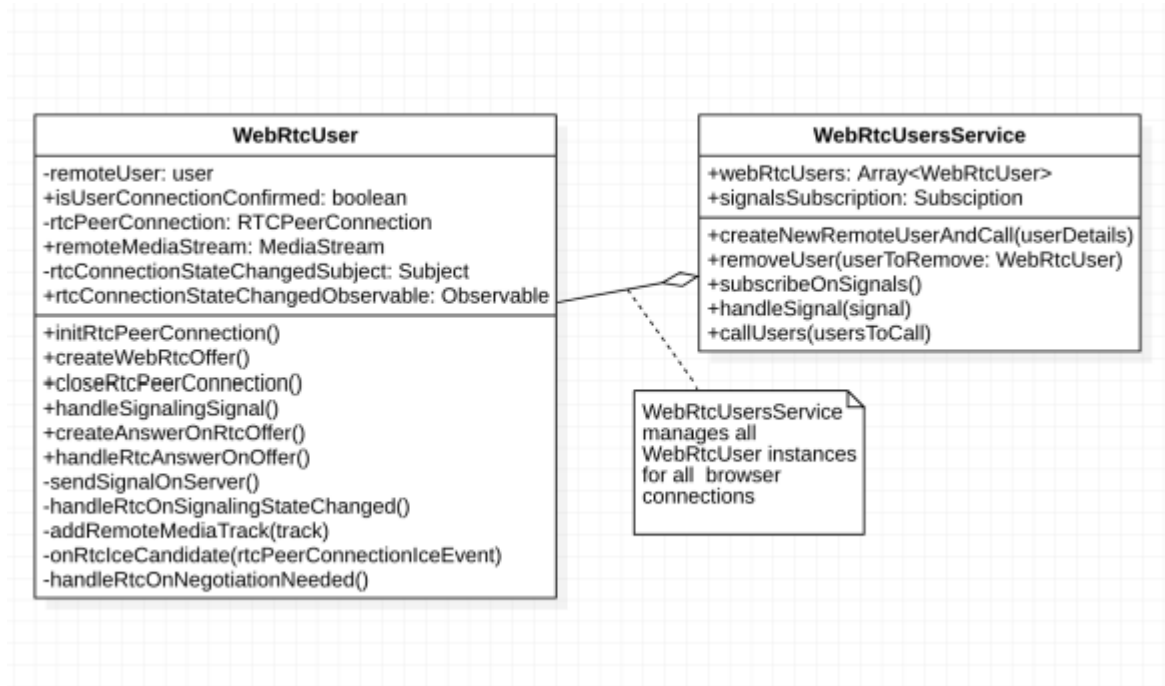 WebRtcUser
-remoteUser: user
+isUserConnectionConfirmed: boolean
-rtcPeerConnection: RTCPeerConnection
+remoteMediaStream: MediaStream
-rtcConnectionStateChangedSubject: Subject
+rtcConnectionStateChangedObservable: Observable
+initRtcPeerConnection()
+createWebRtcOffer()
+closeRtcPeerConnection()
+handleSignalingSignal()
+createAnswerOnRtcOffer()
+handleRtcAnswerOnOffer()
-sendSignalOnServer()
-handleRtcOnSignalingStateChanged()
-addRemoteMediaTrack(track)
-onRtcIceCandidate(rtcPeerConnectionIceEvent)
-handleRtcOnNegotiationNeeded()
WebRtcUsersService
+webRtcUsers: Array<WebRtcUser>
+signalsSubscription: Subsciption
+createNewRemoteUserAndCall(userDetails)
+removeUser(userToRemove: WebRtcUser)
+subscribeOnSignals()
+handleSignal(signal)
+callUsers(usersToCall)
WebRtcUsersService
manages all
WebRtcUser instances
for all browser
connections